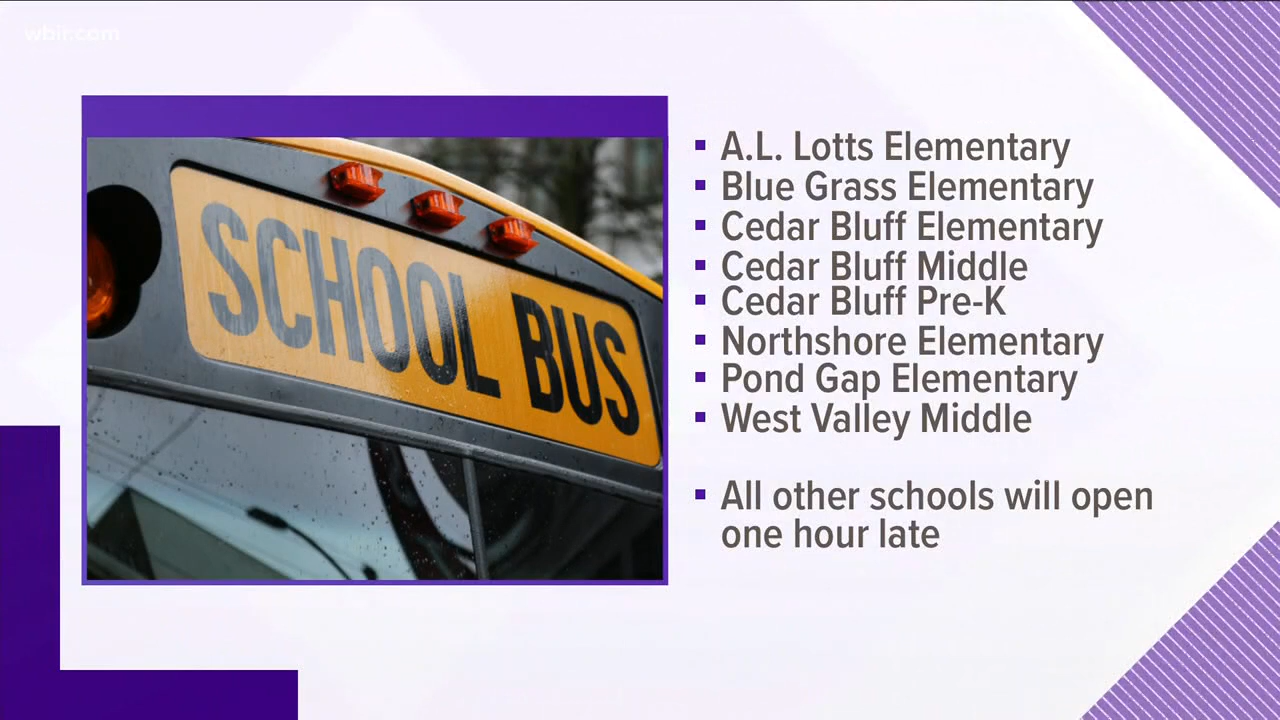 wbir.com
SCHOOL BUS
A.L. Lotts Elementary
Blue Grass Elementary
Cedar Bluff Elementary
Cedar Bluff Middle
Cedar Bluff Pre-K
Northshore Elementary
Pond Gap Elementary
West Valley Middle
All other schools will open
one hour late